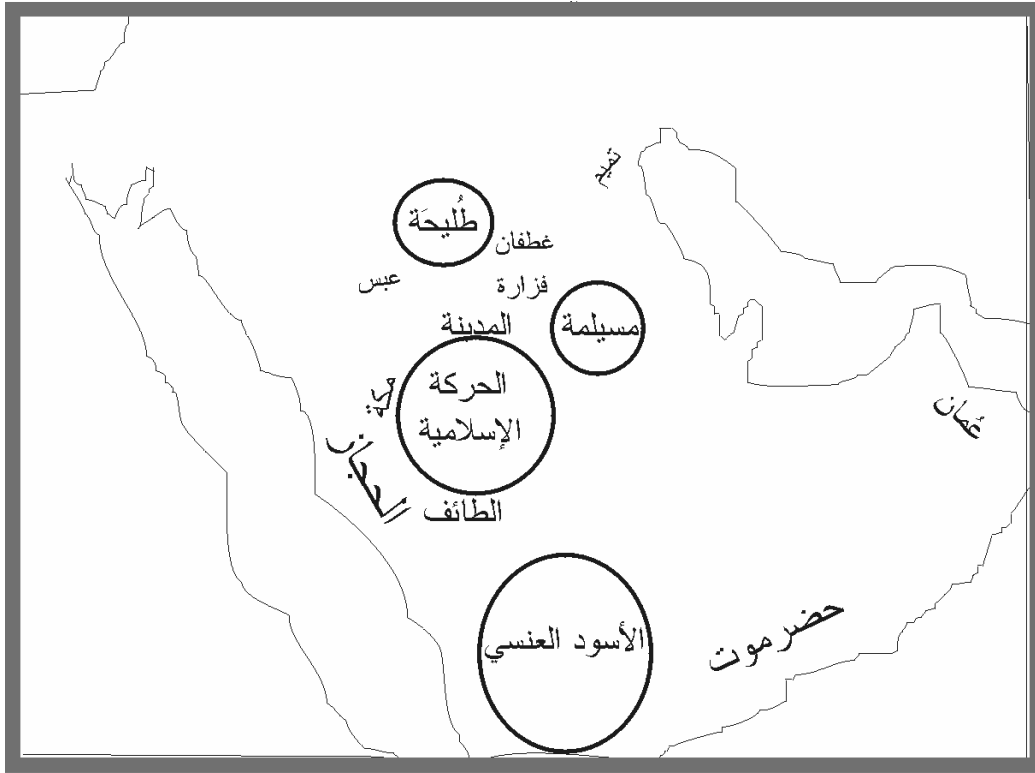 تميم
طُليحَة
غطفان
عبس
فزارة
المدينة
مسيلمة
مكة
الحركة
الإسلامية
الحجاز
الطائف
عُمان
حضرموت
الأسود العنسي